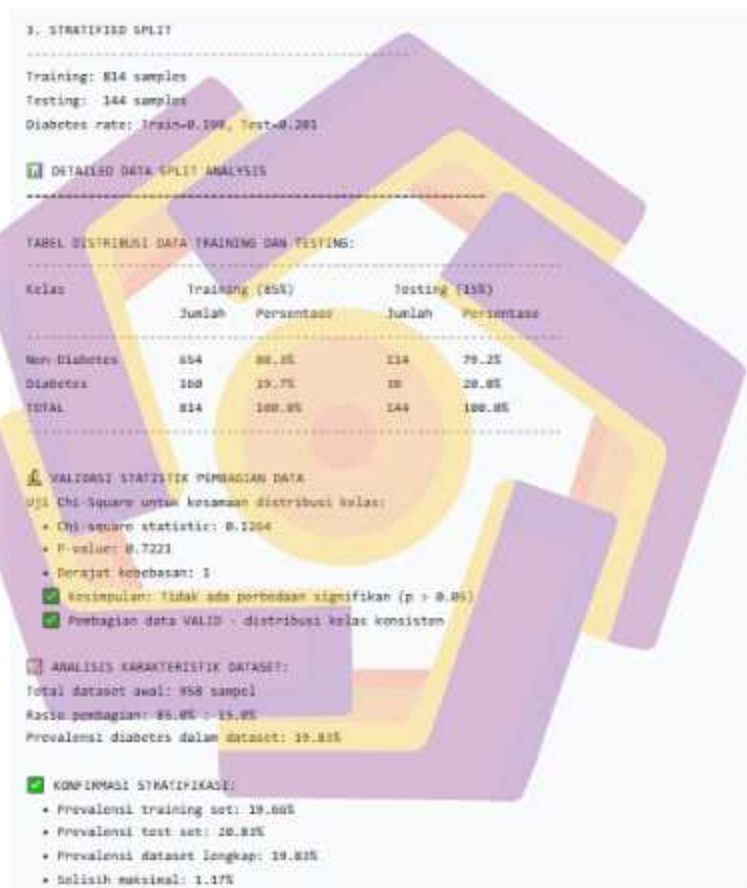 3. STRATIFIED SPLIT
Training: 814 samples
Testing: 144 samples
Diabetes rate: Train=0.198, Test=0.201
DETAILED DATA SPLIT ANALYSIS
TABEL DISTRIBUSI DATA TRAINING DAN TESTING:
Kelas Training (85%) Testing (15%)
Jumlah Persentase Jumlah Persentase
Non-Diabetes 654 80.3% 114 79.2%
Diabetes 160 19.7% 30 20.8%
TOTAL 814 100.0% 144 100.0%
VALIDASI STATISTIK PEMBAGIAN DATA
Uji Chi-Square untuk kesamaan distribusi kelas:
• Chi-square statistic:
• P-value: 0.7223
• Derajat kebebasan: 1
Kesimpulan: Tidak ada perbedaan signifikan (p > 0.05)
Pembagian data VALID - distribusi kelas konsisten
ANALISIS KARAKTERISTIK DATASET:
Total dataset awal: 958 sampel
Rasio pembagian: 85.0% : 15.0%
Prevalensi diabetes dalam dataset: 19.83%
KONFIRMASI STRATIFIKASI:
• Prevalensi training set: 19.66%
• Prevalensi test set: 20.83%
• Prevalensi dataset lengkap: 19.83%
• Selisih maksimal: 1.17%